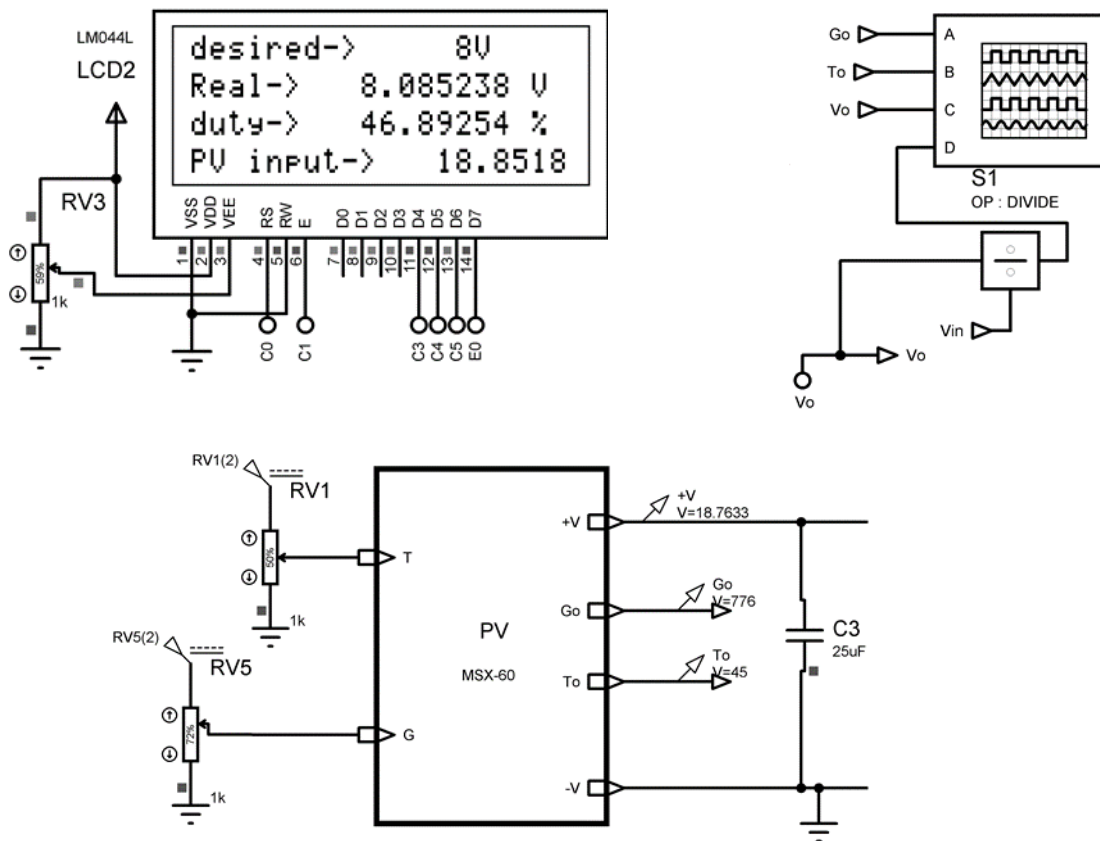 LM044L
LCD2
desired-> 8V
Real-> 8.085238 V
duty-> 46.89254 %
PV input-> 18.8518
RV3
59%
1k
VSS
VDD
VEE
RS
RW
E
D0
D1
D2
D3
D4
D5
D6
D7
1
2
3
4
5
6
7
8
9
10
11
12
13
14
C0
C1
C3
C4
C5
E0
Go
To
Vo
A
B
C
D
S1
OP : DIVIDE
Vin
Vo
Vo
RV1(2)
RV1
50%
1k
RV5(2)
RV5
72%
1k
T
G
PV
MSX-60
+V
Go
To
-V
+V
V=18.7633
Go
V=776
To
V=45
C3
25uF